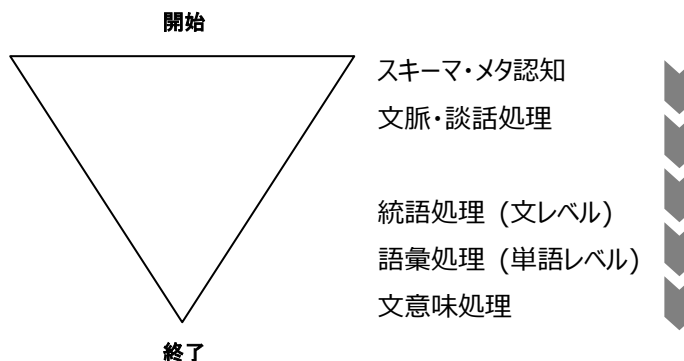 開始
スキーマ・メタ認知
文脈・談話処理
統語処理 (文レベル)
語彙処理 (単語レベル)
文意味処理
終了